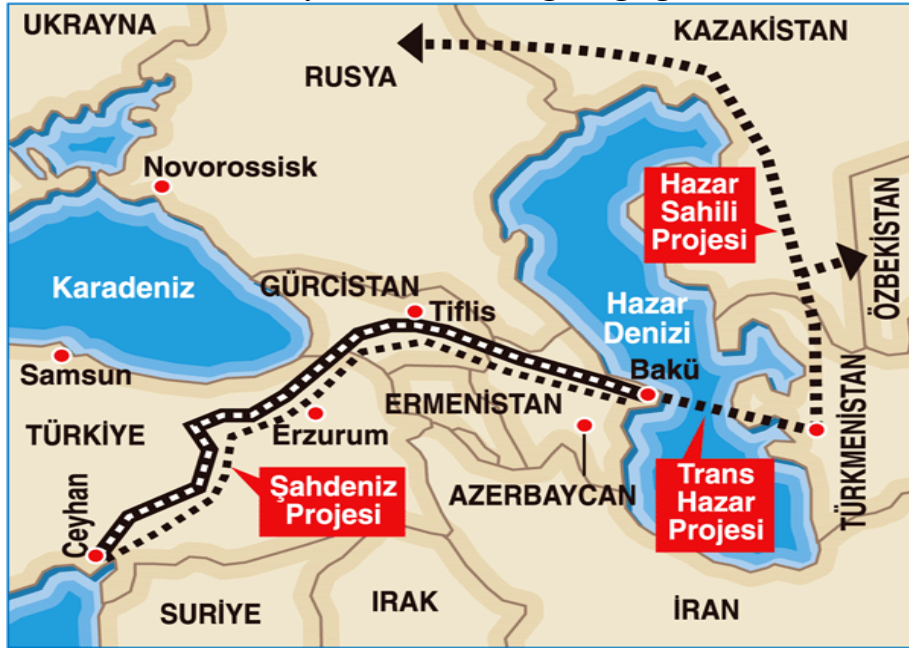 UKRAYNA
KAZAKİSTAN
RUSYA
Novorossisk
Hazar
Sahili
Projesi
ÖZBEKİSTAN
Karadeniz
GÜRCİSTAN
Tiflis
Hazar
Denizi
Bakü
Samsun
ERMENİSTAN
TÜRKİYE
Erzurum
TÜRKMENİSTAN
Şahdeniz
Projesi
AZERBAYCAN
Trans
Hazar
Projesi
Ceyhan
SURİYE
IRAK
İRAN